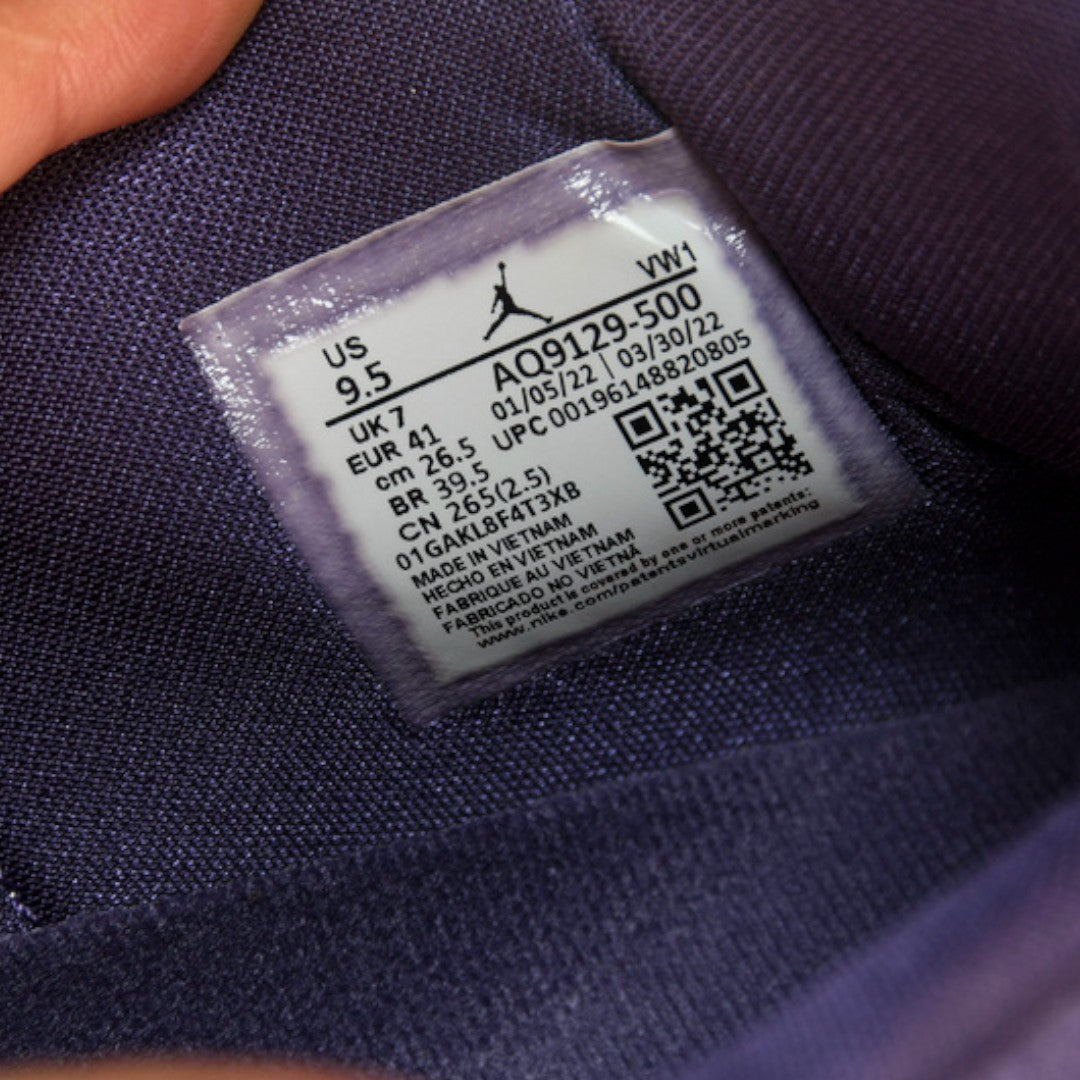 US
9.5
VW1
AQ9129-500
01/05/22 | 03/30/22
UPC 00196148820805
UK 7
EUR 41
cm 26.5
BR 39.5
CN 265(2.5)
01GAKL8F4T3XB
MADE IN VIETNAM
HECHO EN VIETNAM
FABRIQUE AU VIETNAM
FABRICADO NO VIETNÃ
This product is covered by one or more patents:
www.nike.com/patentsvirtualmarking